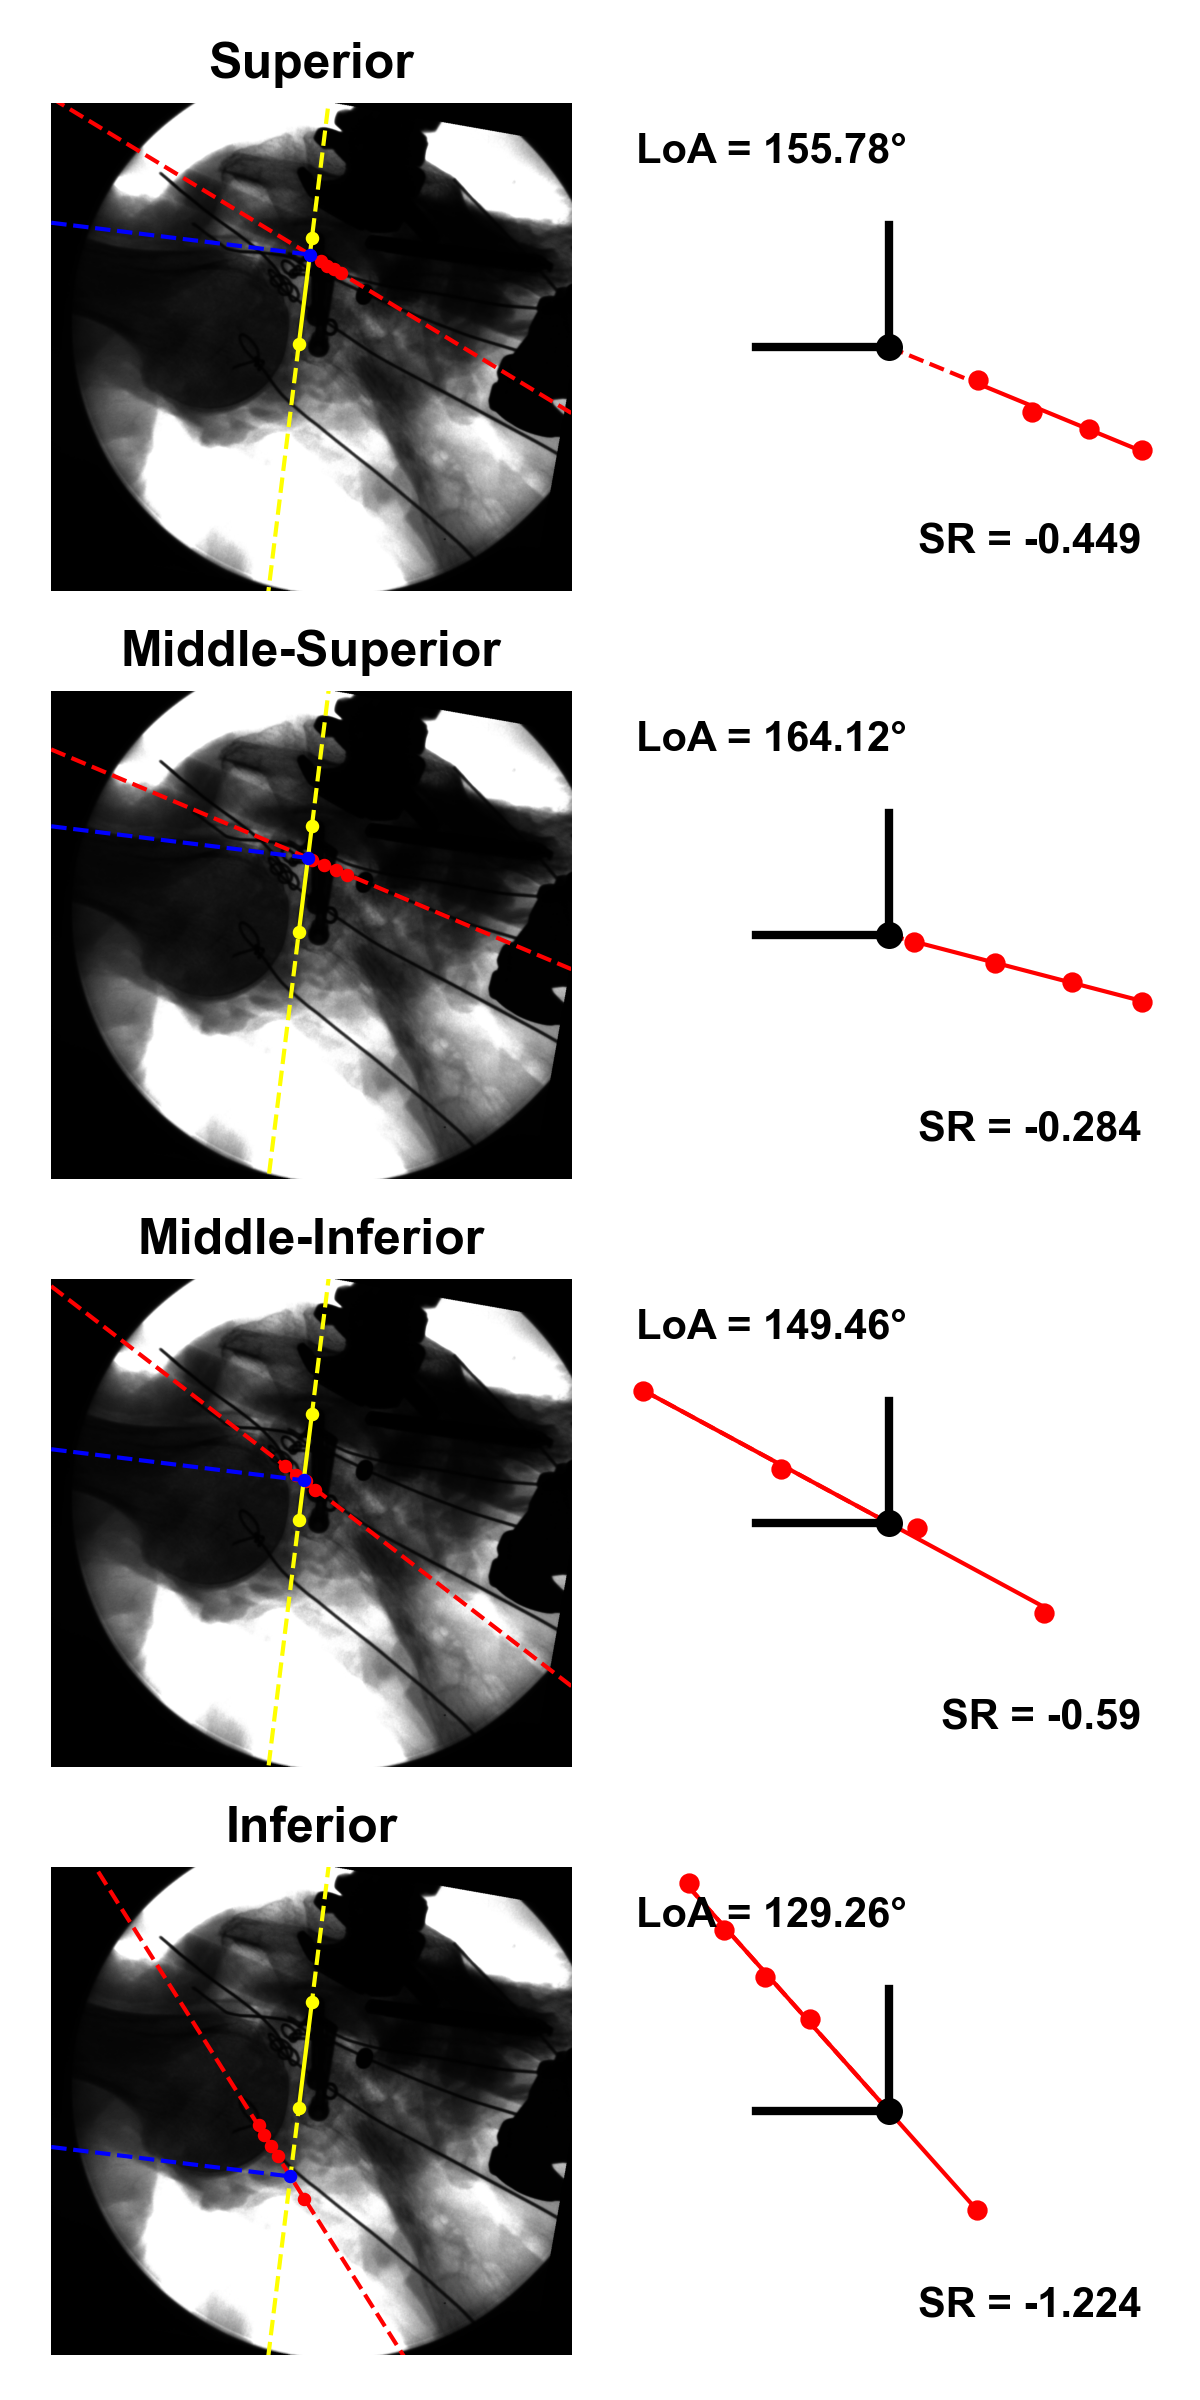 Superior
LoA = 155.78°
SR = -0.449
Middle-Superior
LoA = 164.12°
SR = -0.284
Middle-Inferior
LoA = 149.46°
SR = -0.59
Inferior
LoA = 129.26°
SR = -1.224